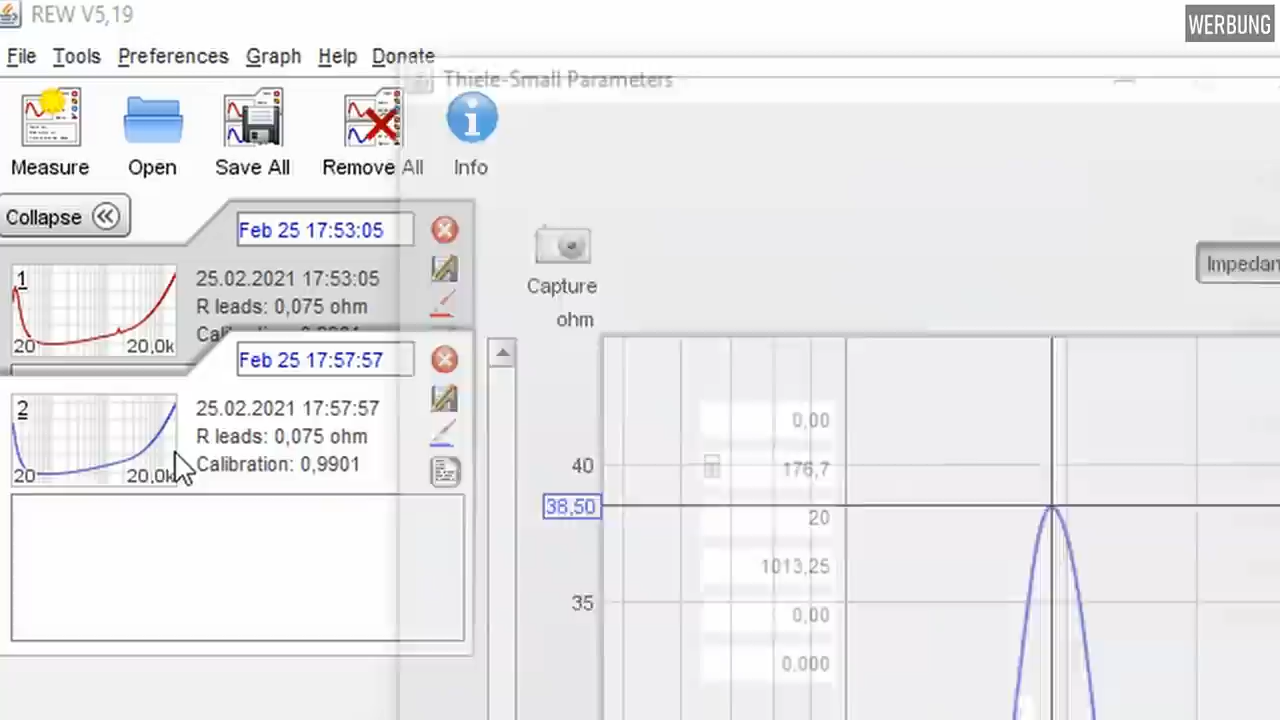 REW V5,19
WERBUNG
File Tools Preferences Graph Help Donate
Thiele-Small Parameters
Measure Open Save All Remove All Info
Collapse
Feb 25 17:53:05
1
25.02.2021 17:53:05
R leads: 0,075 ohm
20 20,0k
Feb 25 17:57:57
2
25.02.2021 17:57:57
R leads: 0,075 ohm
Calibration: 0,9901
20 20,0k
Capture
ohm
Impedan
40
38,50
35
0,00
176,7
20
1013,25
0,00
0.000